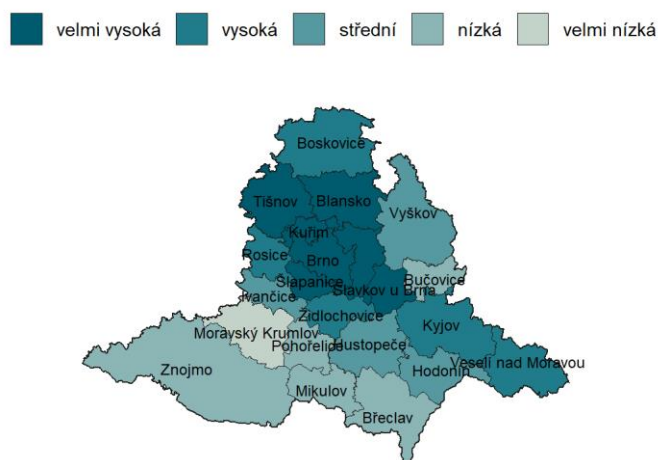 velmi vysoká vysoká střední nízká velmi nízká
Boskovice
Tišnov Blansko
Vyškov
Kuřim
Rosice Brno
Bučovice
Šlapanice Slavkov u Brna
Ivančice
Židlochovice
Kyjov
Moravský Krumlov
Pohořelice Hustopeče
Znojmo Hodonín Veselí nad Moravou
Mikulov
Břeclav